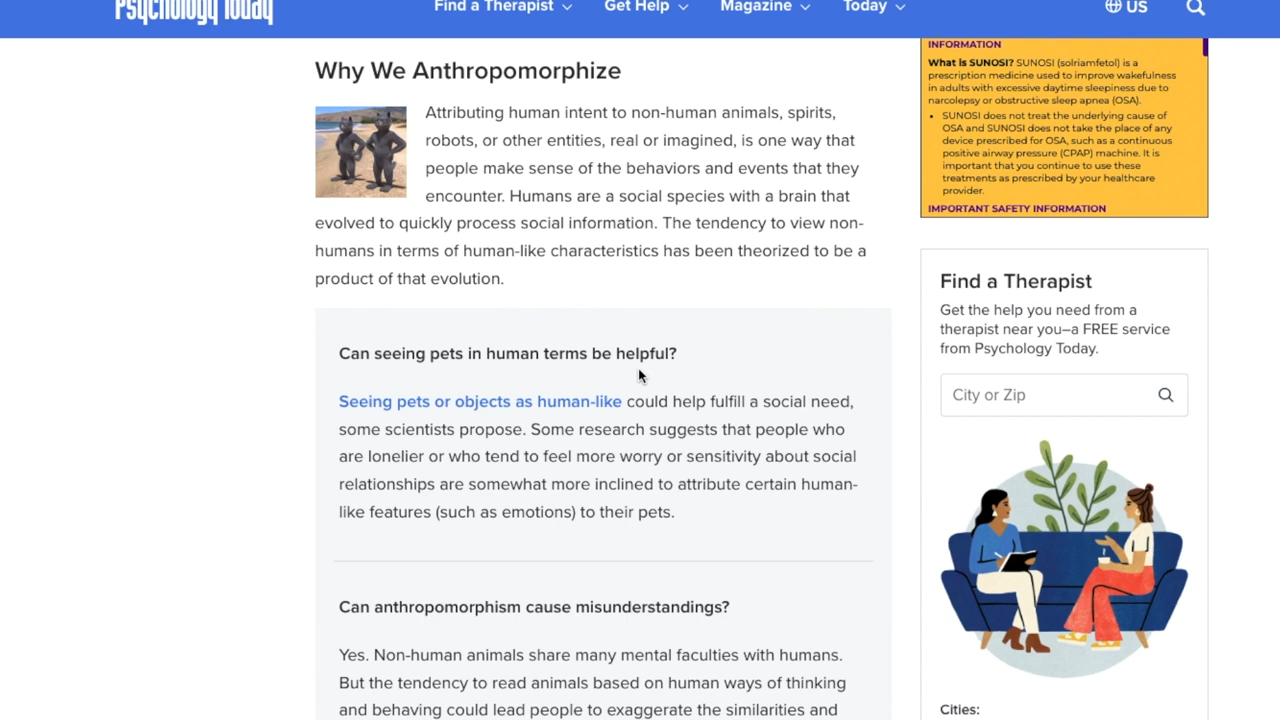 Psychology Today
Find a Therapist
Get Help
Magazine
Today
US
Why We Anthropomorphize
Attributing human intent to non-human animals, spirits,
robots, or other entities, real or imagined, is one way that
people make sense of the behaviors and events that they
encounter. Humans are a social species with a brain that
evolved to quickly process social information. The tendency to view non-
humans in terms of human-like characteristics has been theorized to be a
product of that evolution.
Can seeing pets in human terms be helpful?
Seeing pets or objects as human-like could help fulfill a social need,
some scientists propose. Some research suggests that people who
are lonelier or who tend to feel more worry or sensitivity about social
relationships are somewhat more inclined to attribute certain human-
like features (such as emotions) to their pets.
Can anthropomorphism cause misunderstandings?
Yes. Non-human animals share many mental faculties with humans.
But the tendency to read animals based on human ways of thinking
and behaving could lead people to exaggerate the similarities and
INFORMATION
What is SUNOSI? SUNOSI (solriamfetol) is a
prescription medicine used to improve wakefulness
in adults with excessive daytime sleepiness due to
narcolepsy or obstructive sleep apnea (OSA).
• SUNOSI does not treat the underlying cause of
OSA and SUNOSI does not take the place of any
device prescribed for OSA, such as a continuous
positive airway pressure (CPAP) machine. It is
important that you continue to use these
treatments as prescribed by your healthcare
provider.
IMPORTANT SAFETY INFORMATION
Find a Therapist
Get the help you need from a
therapist near you–a FREE service
from Psychology Today.
City or Zip
Cities: